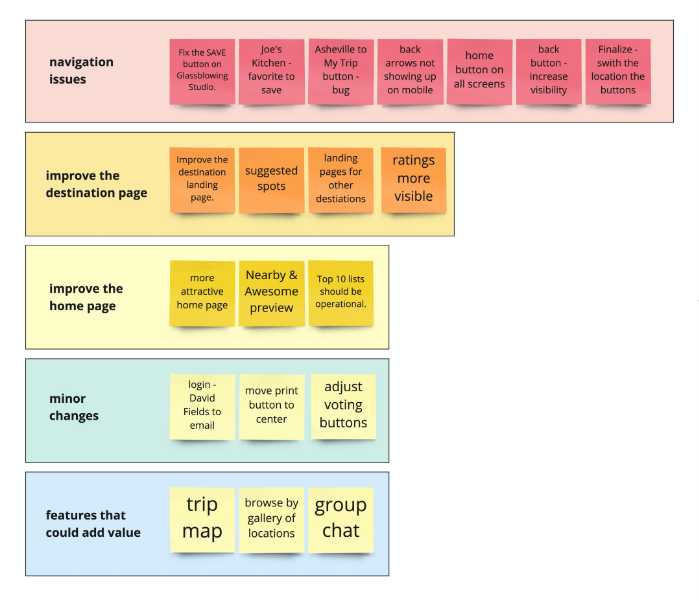 navigation
issues
Fix the SAVE
button on
Glassblowing
Studio.
Joe's
Kitchen -
favorite to
save
Asheville to
My Trip
button -
bug
back
arrows not
showing up
on mobile
home
button on
all screens
back
button -
increase
visibility
Finalize -
swith the
location the
buttons
improve the
destination page
Improve the
destination
landing
page.
suggested
spots
landing
pages for
other
destiations
ratings
more
visible
improve the
home page
more
attractive
home page
Nearby &
Awesome
preview
Top 10 lists
should be
operational.
minor
changes
login -
David
Fields to
email
move print
button to
center
adjust
voting
buttons
features that
could add value
trip
map
browse by
gallery of
locations
group
chat